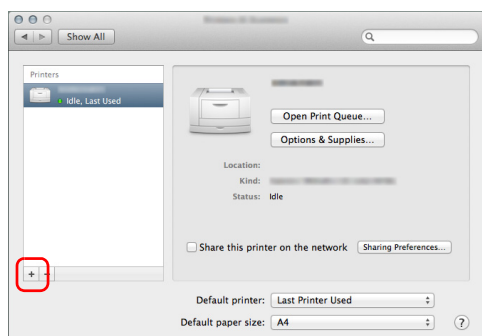 Show All
Printers
Idle, Last Used
Open Print Queue...
Options & Supplies...
Location:
Kind:
Status: Idle
Share this printer on the network Sharing Preferences...
+ −
Default printer: Last Printer Used
Default paper size: A4 ?